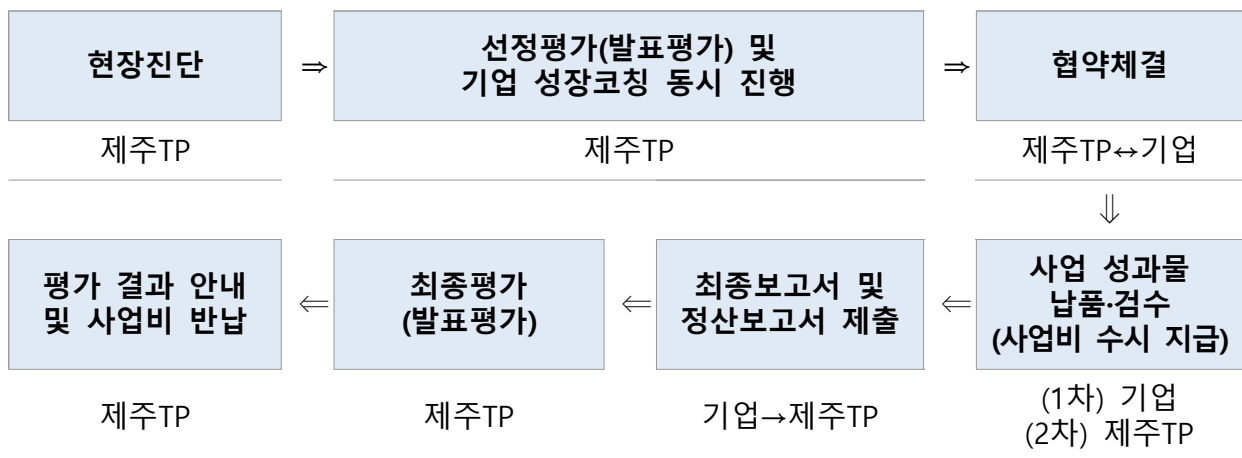 현장진단
⇒
선정평가(발표평가) 및
기업 성장코칭 동시 진행
⇒
협약체결
제주TP
제주TP
제주TP↔기업
⇓
평가 결과 안내
및 사업비 반납
⇐
최종평가
(발표평가)
⇐
최종보고서 및
정산보고서 제출
⇐
사업 성과물
납품·검수
(사업비 수시 지급)
제주TP
제주TP
기업→제주TP
(1차) 기업
(2차) 제주TP